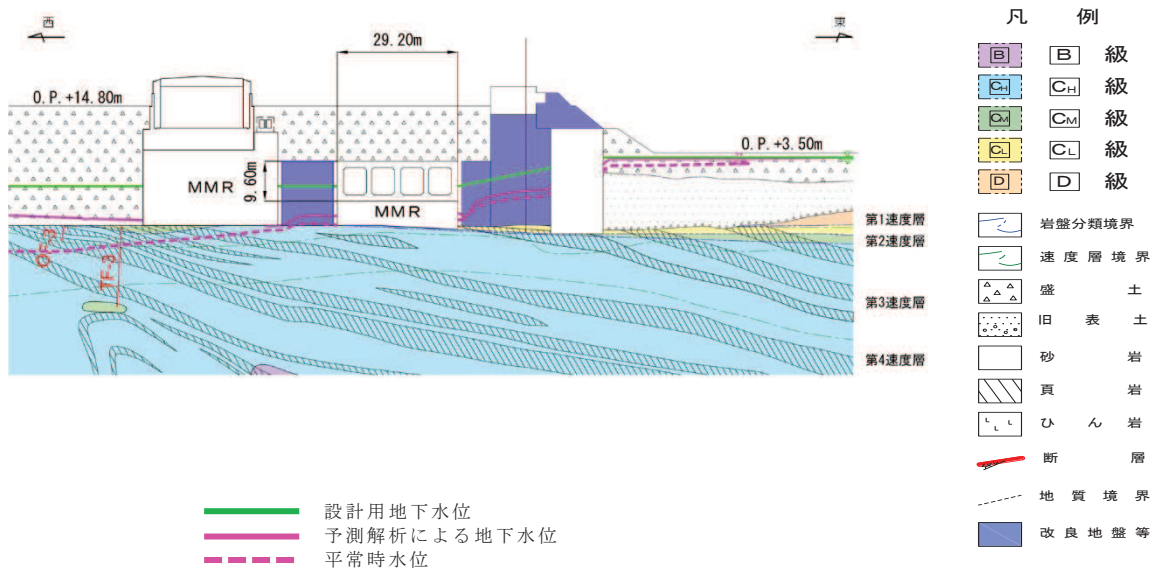 西
東
29.20m
O.P.+14.80m
O.P.+3.50m
MMR
9.60m
MMR
OF-3
TF-3
第1速度層
第2速度層
第3速度層
第4速度層
凡 例
B B 級
CH CH 級
CM CM 級
CL CL 級
D D 級
岩盤分類境界
速度層境界
盛 土
旧 表 土
砂 岩
頁 岩
ひ ん 岩
断 層
地 質 境 界
改 良 地 盤 等
設計用地下水位
予測解析による地下水位
平常時水位